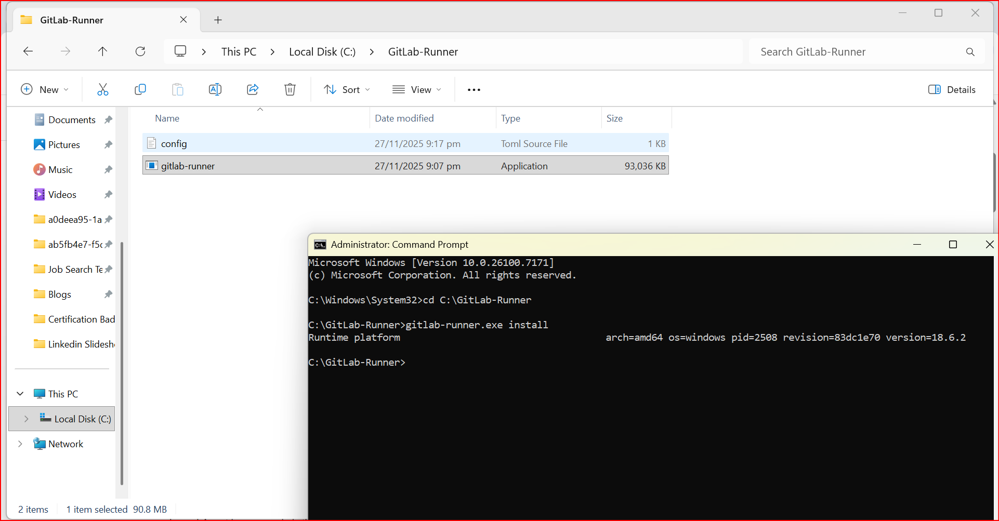 GitLab-Runner
This PC
Local Disk (C:)
GitLab-Runner
Search GitLab-Runner
New
Sort
View
Details
Documents
Pictures
Music
Videos
a0deea95-1a
ab5fb4e7-f5c
Job Search Te
Blogs
Certification Bad
Linkedin Slidesh
This PC
Local Disk (C:)
Network
Name Date modified Type Size
config 27/11/2025 9:17 pm Toml Source File 1 KB
gitlab-runner 27/11/2025 9:07 pm Application 93,036 KB
Administrator: Command Prompt
Microsoft Windows [Version 10.0.26100.7171]
(c) Microsoft Corporation. All rights reserved.
C:\Windows\System32>cd C:\GitLab-Runner
C:\GitLab-Runner>gitlab-runner.exe install
Runtime platform arch=amd64 os=windows pid=2508 revision=83dc1e70 version=18.6.2
C:\GitLab-Runner>
2 items 1 item selected 90.8 MB